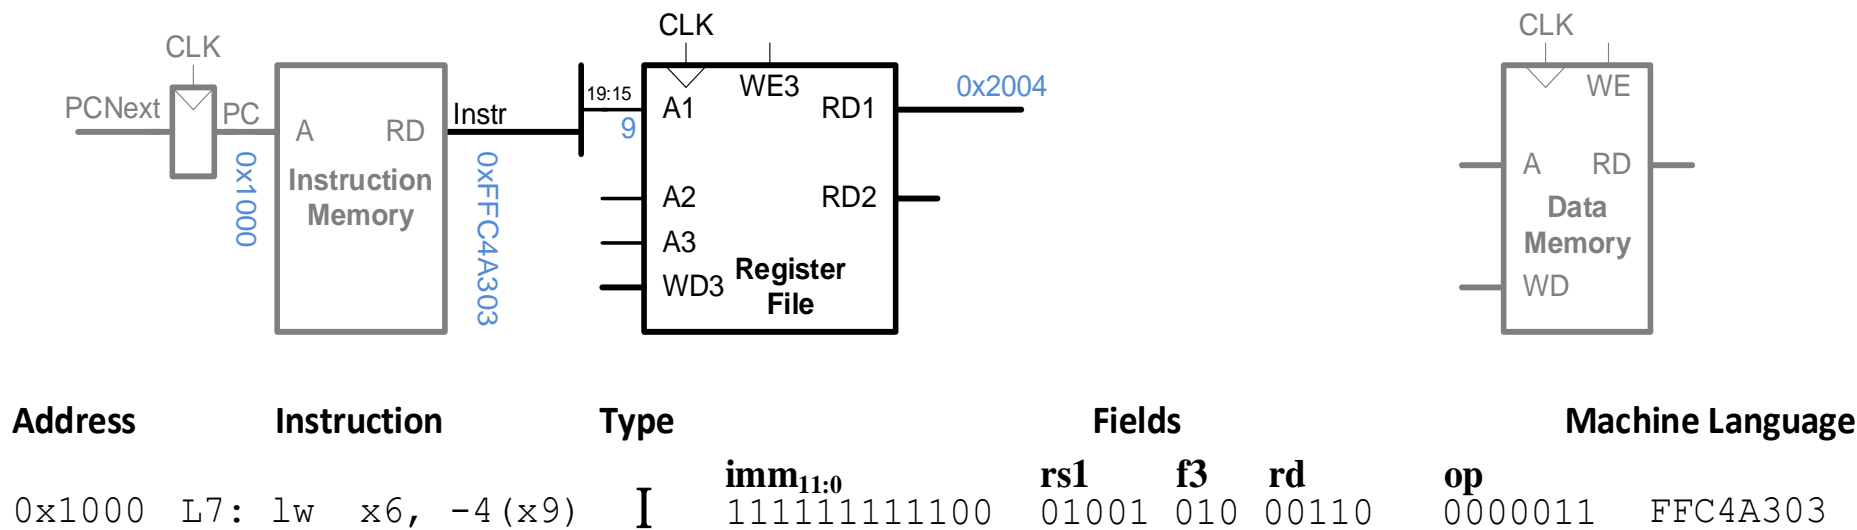 CLK
CLK
CLK
PCNext
PC
A
RD
Instruction
Memory
0x1000
Instr
0xFFC4A303
19:15
9
A1
WE3
RD1
0x2004
A2
RD2
A3
WD3
Register
File
WE
A
RD
Data
Memory
WD
Address Instruction Type Fields Machine Language
imm11:0 rs1 f3 rd op
0x1000 L7: lw x6, -4(x9) I 111111111100 01001 010 00110 0000011 FFC4A303